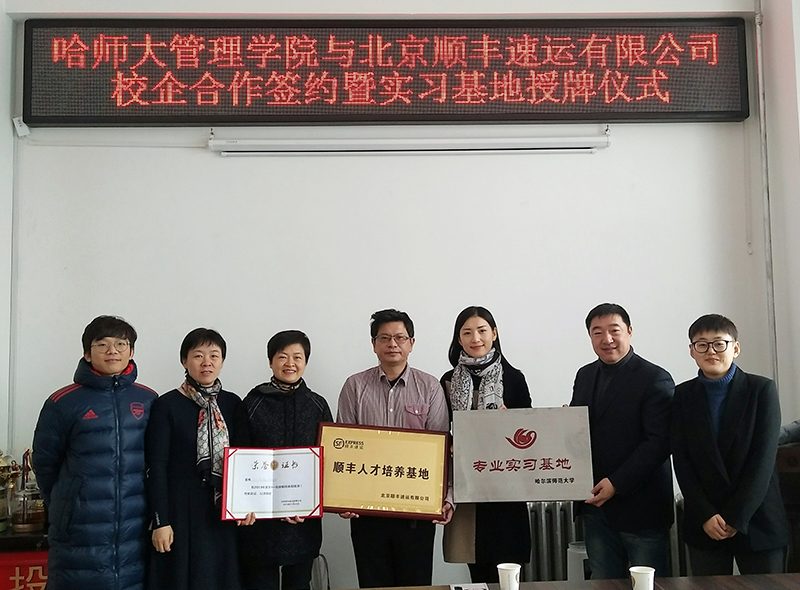 哈师大管理学院与北京顺丰速运有限公司
校企合作签约暨实习基地授牌仪式
荣誉证书
SF EXPRESS
顺丰速运
顺丰人才培养基地
北京顺丰速运有限公司
专业实习基地
哈尔滨师范大学